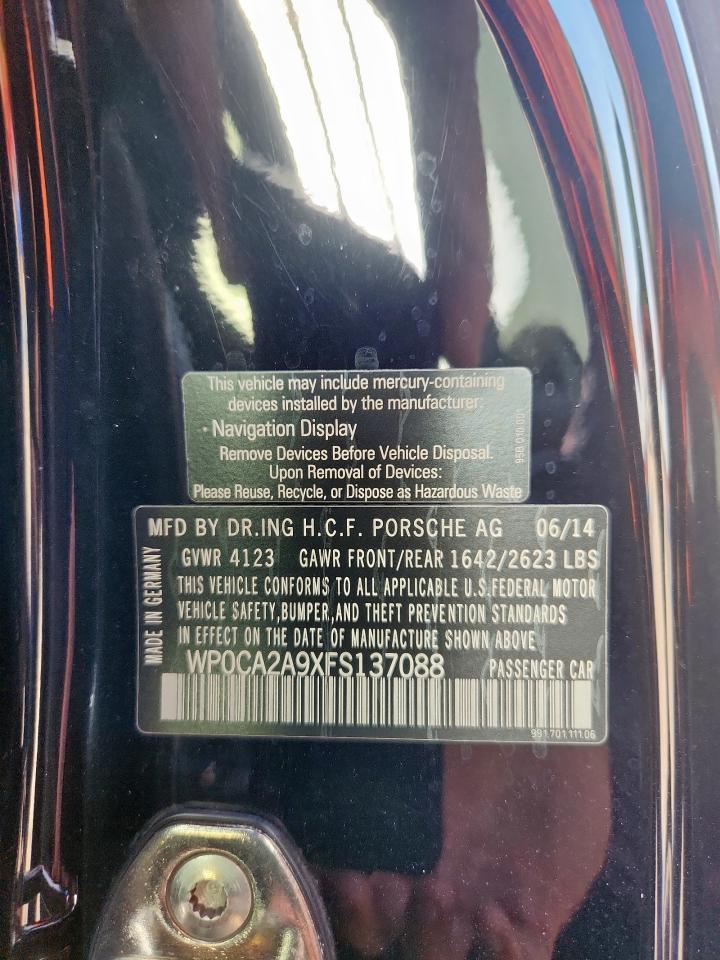 This vehicle may include mercury-containing
devices installed by the manufacturer:
· Navigation Display
Remove Devices Before Vehicle Disposal.
Upon Removal of Devices:
Please Reuse, Recycle, or Dispose as Hazardous Waste
95B.010.001
MFD BY DR.ING H.C.F. PORSCHE AG 06/14
GVWR 4123 GAWR FRONT/REAR 1642/2623 LBS
THIS VEHICLE CONFORMS TO ALL APPLICABLE U.S.FEDERAL MOTOR
VEHICLE SAFETY,BUMPER,AND THEFT PREVENTION STANDARDS
IN EFFECT ON THE DATE OF MANUFACTURE SHOWN ABOVE
MADE IN GERMANY
WP0CA2A9XFS137088 PASSENGER CAR
991.701.111.06